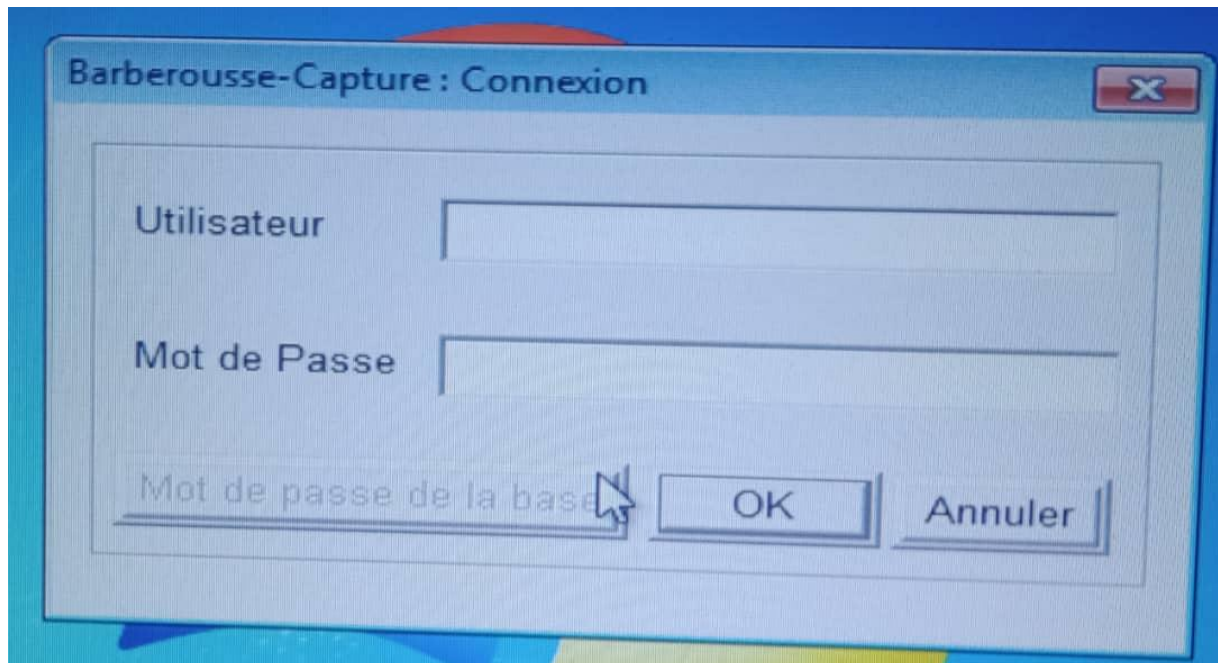 Barberousse-Capture : Connexion
Utilisateur
Mot de Passe
Mot de passe de la base
OK
Annuler